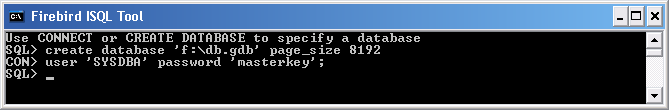 Firebird ISQL Tool
Use CONNECT or CREATE DATABASE to specify a database
SQL> create database 'f:\db.gdb' page_size 8192
CON> user 'SYSDBA' password 'masterkey';
SQL> _